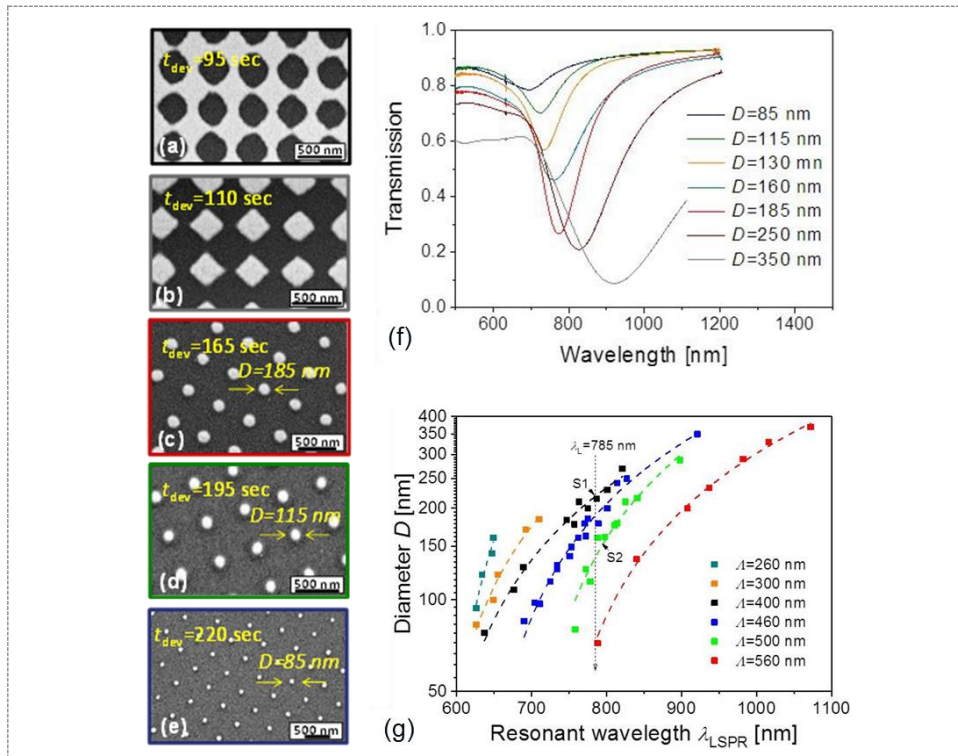 t_dev=95 sec
(a)
500 nm
t_dev=110 sec
(b)
500 nm
t_dev=165 sec
D=185 nm
(c)
500 nm
t_dev=195 sec
D=115 nm
(d)
500 nm
t_dev=220 sec
D=85 nm
(e)
500 nm
1.0
0.8
0.6
0.4
0.2
0.0
Transmission
D=85 nm
D=115 nm
D=130 mn
D=160 nm
D=185 nm
D=250 nm
D=350 nm
600 800 1000 1200 1400
(f)
Wavelength [nm]
400
350
300
250
200
150
100
50
Diameter D [nm]
λ_L=785 nm
S1
S2
Λ=260 nm
Λ=300 nm
Λ=400 nm
Λ=460 nm
Λ=500 nm
Λ=560 nm
600 700 800 900 1000 1100
(g)
Resonant wavelegth λ_LSPR [nm]